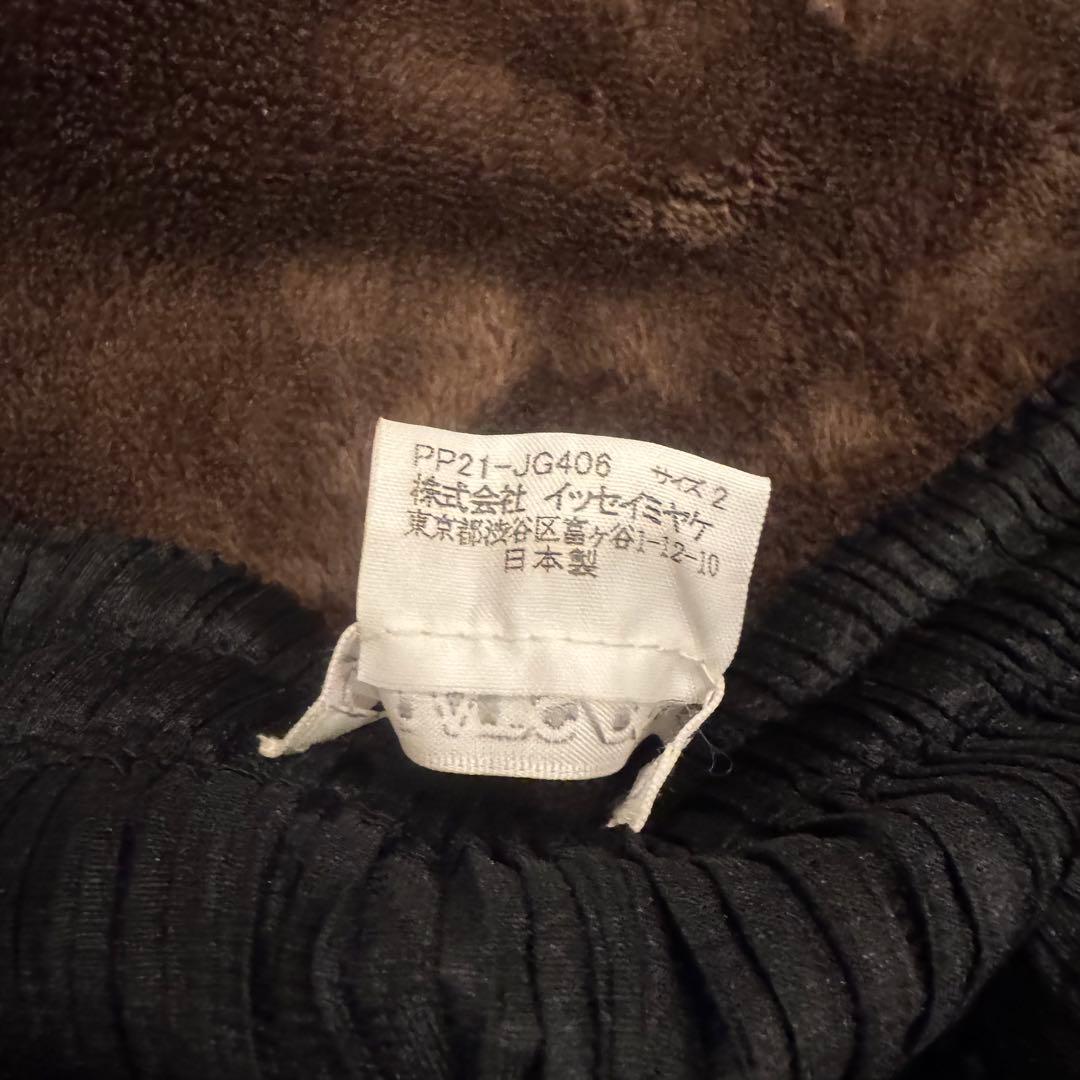 PP21-JG406 サイズ 2
株式会社 イッセイミヤケ
東京都渋谷区富ヶ谷1-12-10
日本製